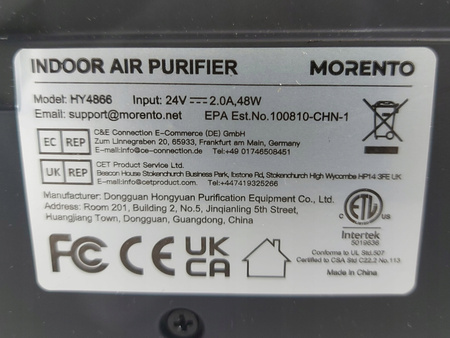 INDOOR AIR PURIFIER
MORENTO
Model: HY4866 Input: 24V⎓2.0A,48W
Email: support@morento.net EPA Est.No.100810-CHN-1
EC REP
C&E Connection E-Commerce (DE) GmbH
Zum Linnegraben 20, 65933, Frankfurt am Main, Germany
E-mail:info@ce-connection.de Tel:+49 01746508451
UK REP
CET Product Service Ltd.
Beacon House Stokenchurch Business Park, Ibstone Rd, Stokenchurch High Wycombe HP14 3FE UK
E-mail:info@cetproduct.com Tel:+447419325266
Manufacturer: Dongguan Hongyuan Purification Equipment Co., Ltd.
Address: Room 201, Building 2, No.5, Jinqianling 5th Street,
Huangjiang Town, Dongguan, Guangdong, China
FC CE UK
CA
c ETL us
Intertek
5019636
Conforms to UL Std.507
Certified to CSA Std C22.2 No.113
Made in China